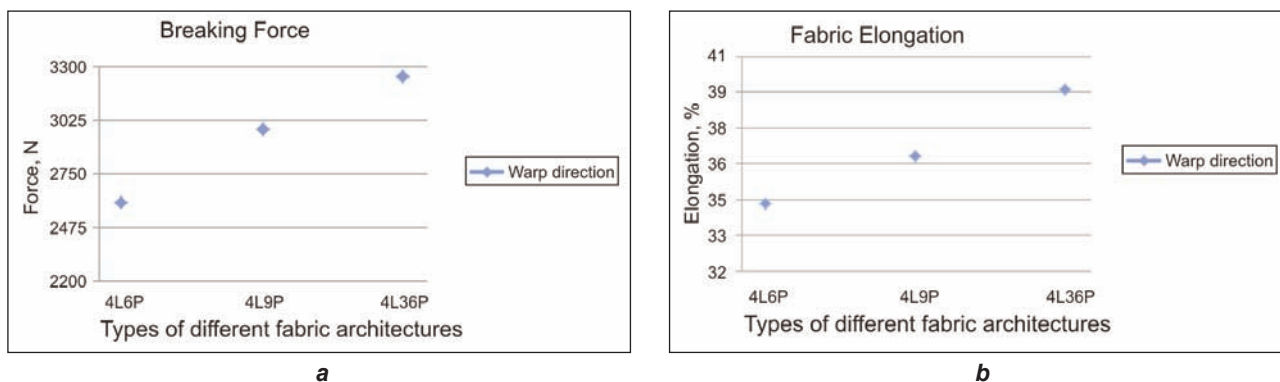 Breaking Force
3300
3025
2750
2475
2200
Force, N
4L6P 4L9P 4L36P
Types of different fabric architectures
Warp direction
a
Fabric Elongation
41
39
38
36
35
33
32
Elongation, %
4L6P 4L9P 4L36P
Types of different fabric architectures
Warp direction
b